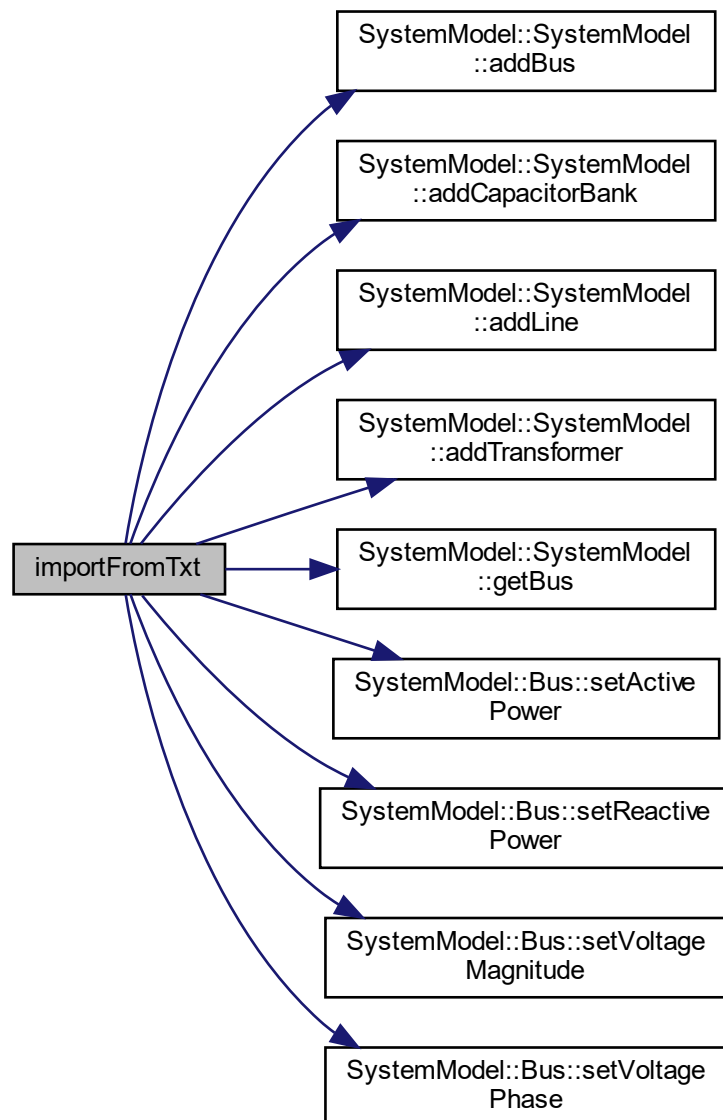 SystemModel::SystemModel
::addBus
SystemModel::SystemModel
::addCapacitorBank
SystemModel::SystemModel
::addLine
SystemModel::SystemModel
::addTransformer
importFromTxt
SystemModel::SystemModel
::getBus
SystemModel::Bus::setActive
Power
SystemModel::Bus::setReactive
Power
SystemModel::Bus::setVoltage
Magnitude
SystemModel::Bus::setVoltage
Phase